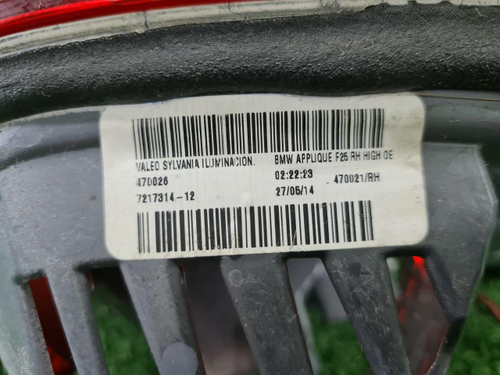 VALEO SYLVANIA ILUMINACION. BMW APPLIQUE F25 RH HIGH OE
470026 02:22:23 470021/RH
7217314-12 27/05/14